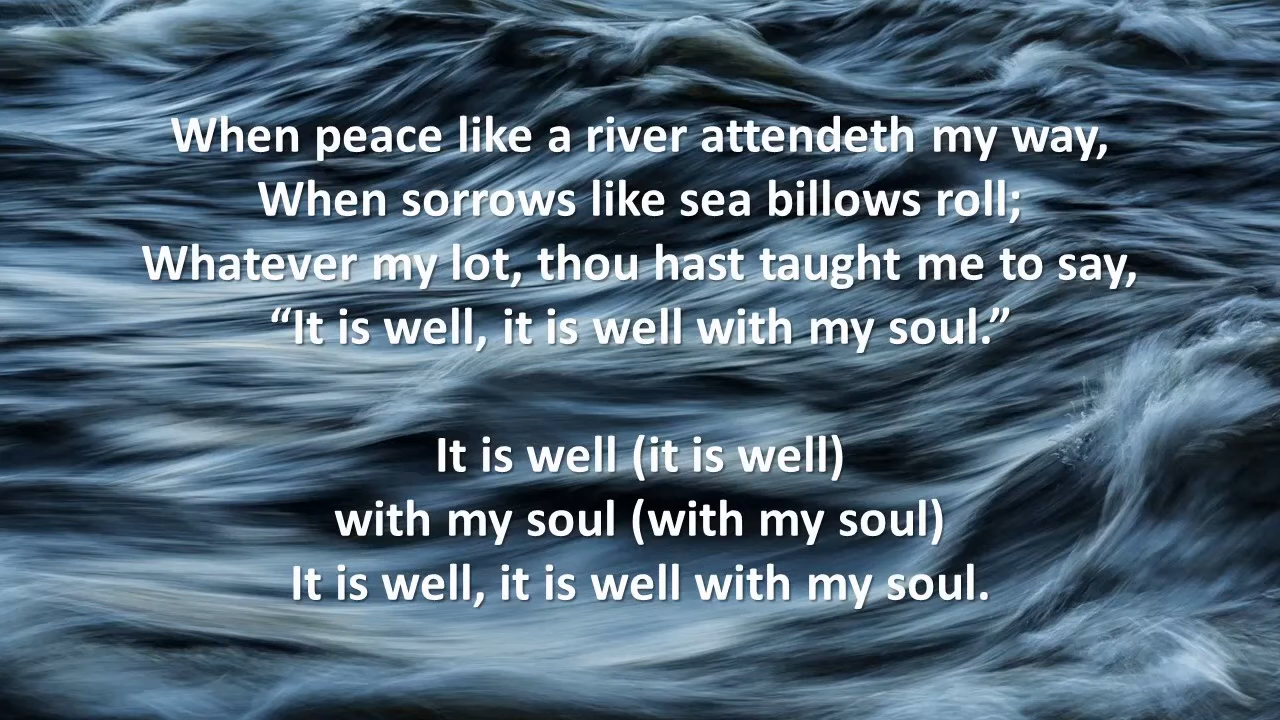 When peace like a river attendeth my way,
When sorrows like sea billows roll;
Whatever my lot, thou hast taught me to say,
“It is well, it is well with my soul.”
It is well (it is well)
with my soul (with my soul)
It is well, it is well with my soul.